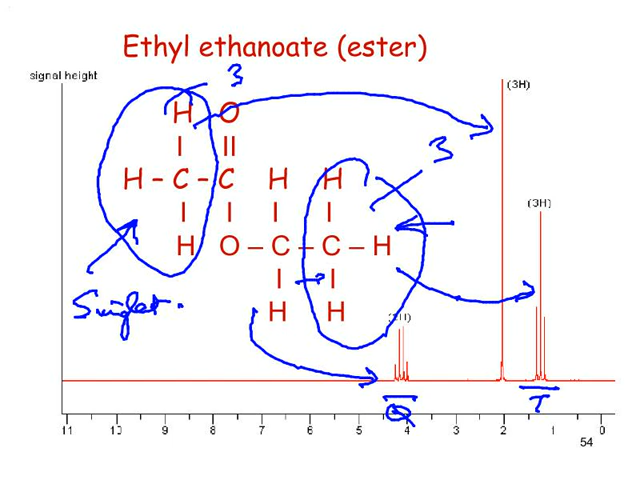 Ethyl ethanoate (ester)
signal height
3
(3H)
H O
3
H – C – C H H
(3H)
H O – C – C – H
Singlet.
H H
(2H)
Q T
11 10 9 8 7 6 5 4 3 2 1 0
54